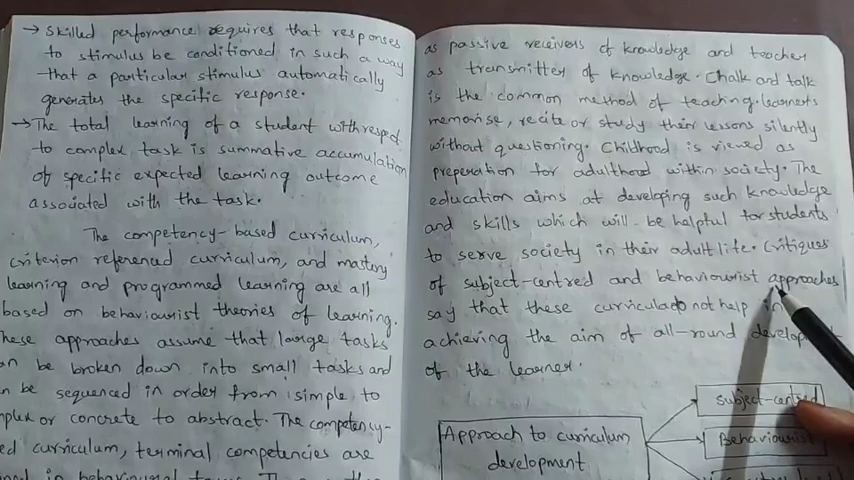 → Skilled performance requires that responses
to stimulus be conditioned in such a way
that a particular stimulus automatically
generates the specific response.
→ The total learning of a student with respect
to complex task is summative accumulation
of specific expected learning outcome
associated with the task.
The competency-based curriculum,
criterion referenced curriculum, and mastery
learning and programmed learning are all
based on behaviourist theories of learning.
These approaches assume that large tasks
be broken down into small tasks and
be sequenced in order from simple to
or concrete to abstract. The competency-
curriculum, terminal competencies are
in behavioural
as passive receivers of knowledge and teacher
as transmitter of knowledge. Chalk and talk
is the common method of teaching. learners
memorise, recite or study their lessons silently
without questioning. Childhood is viewed as
preperation for adulthood within society. The
education aims at developing such knowledge
and skills which will be helpful for students
to serve society in their adult life. Critiques
of subject-centred and behaviourist approaches
say that these curricula do not help in
achieving the aim of all-round
of the learner.
Approach to curriculum
development
Subject-centred
Behaviourist